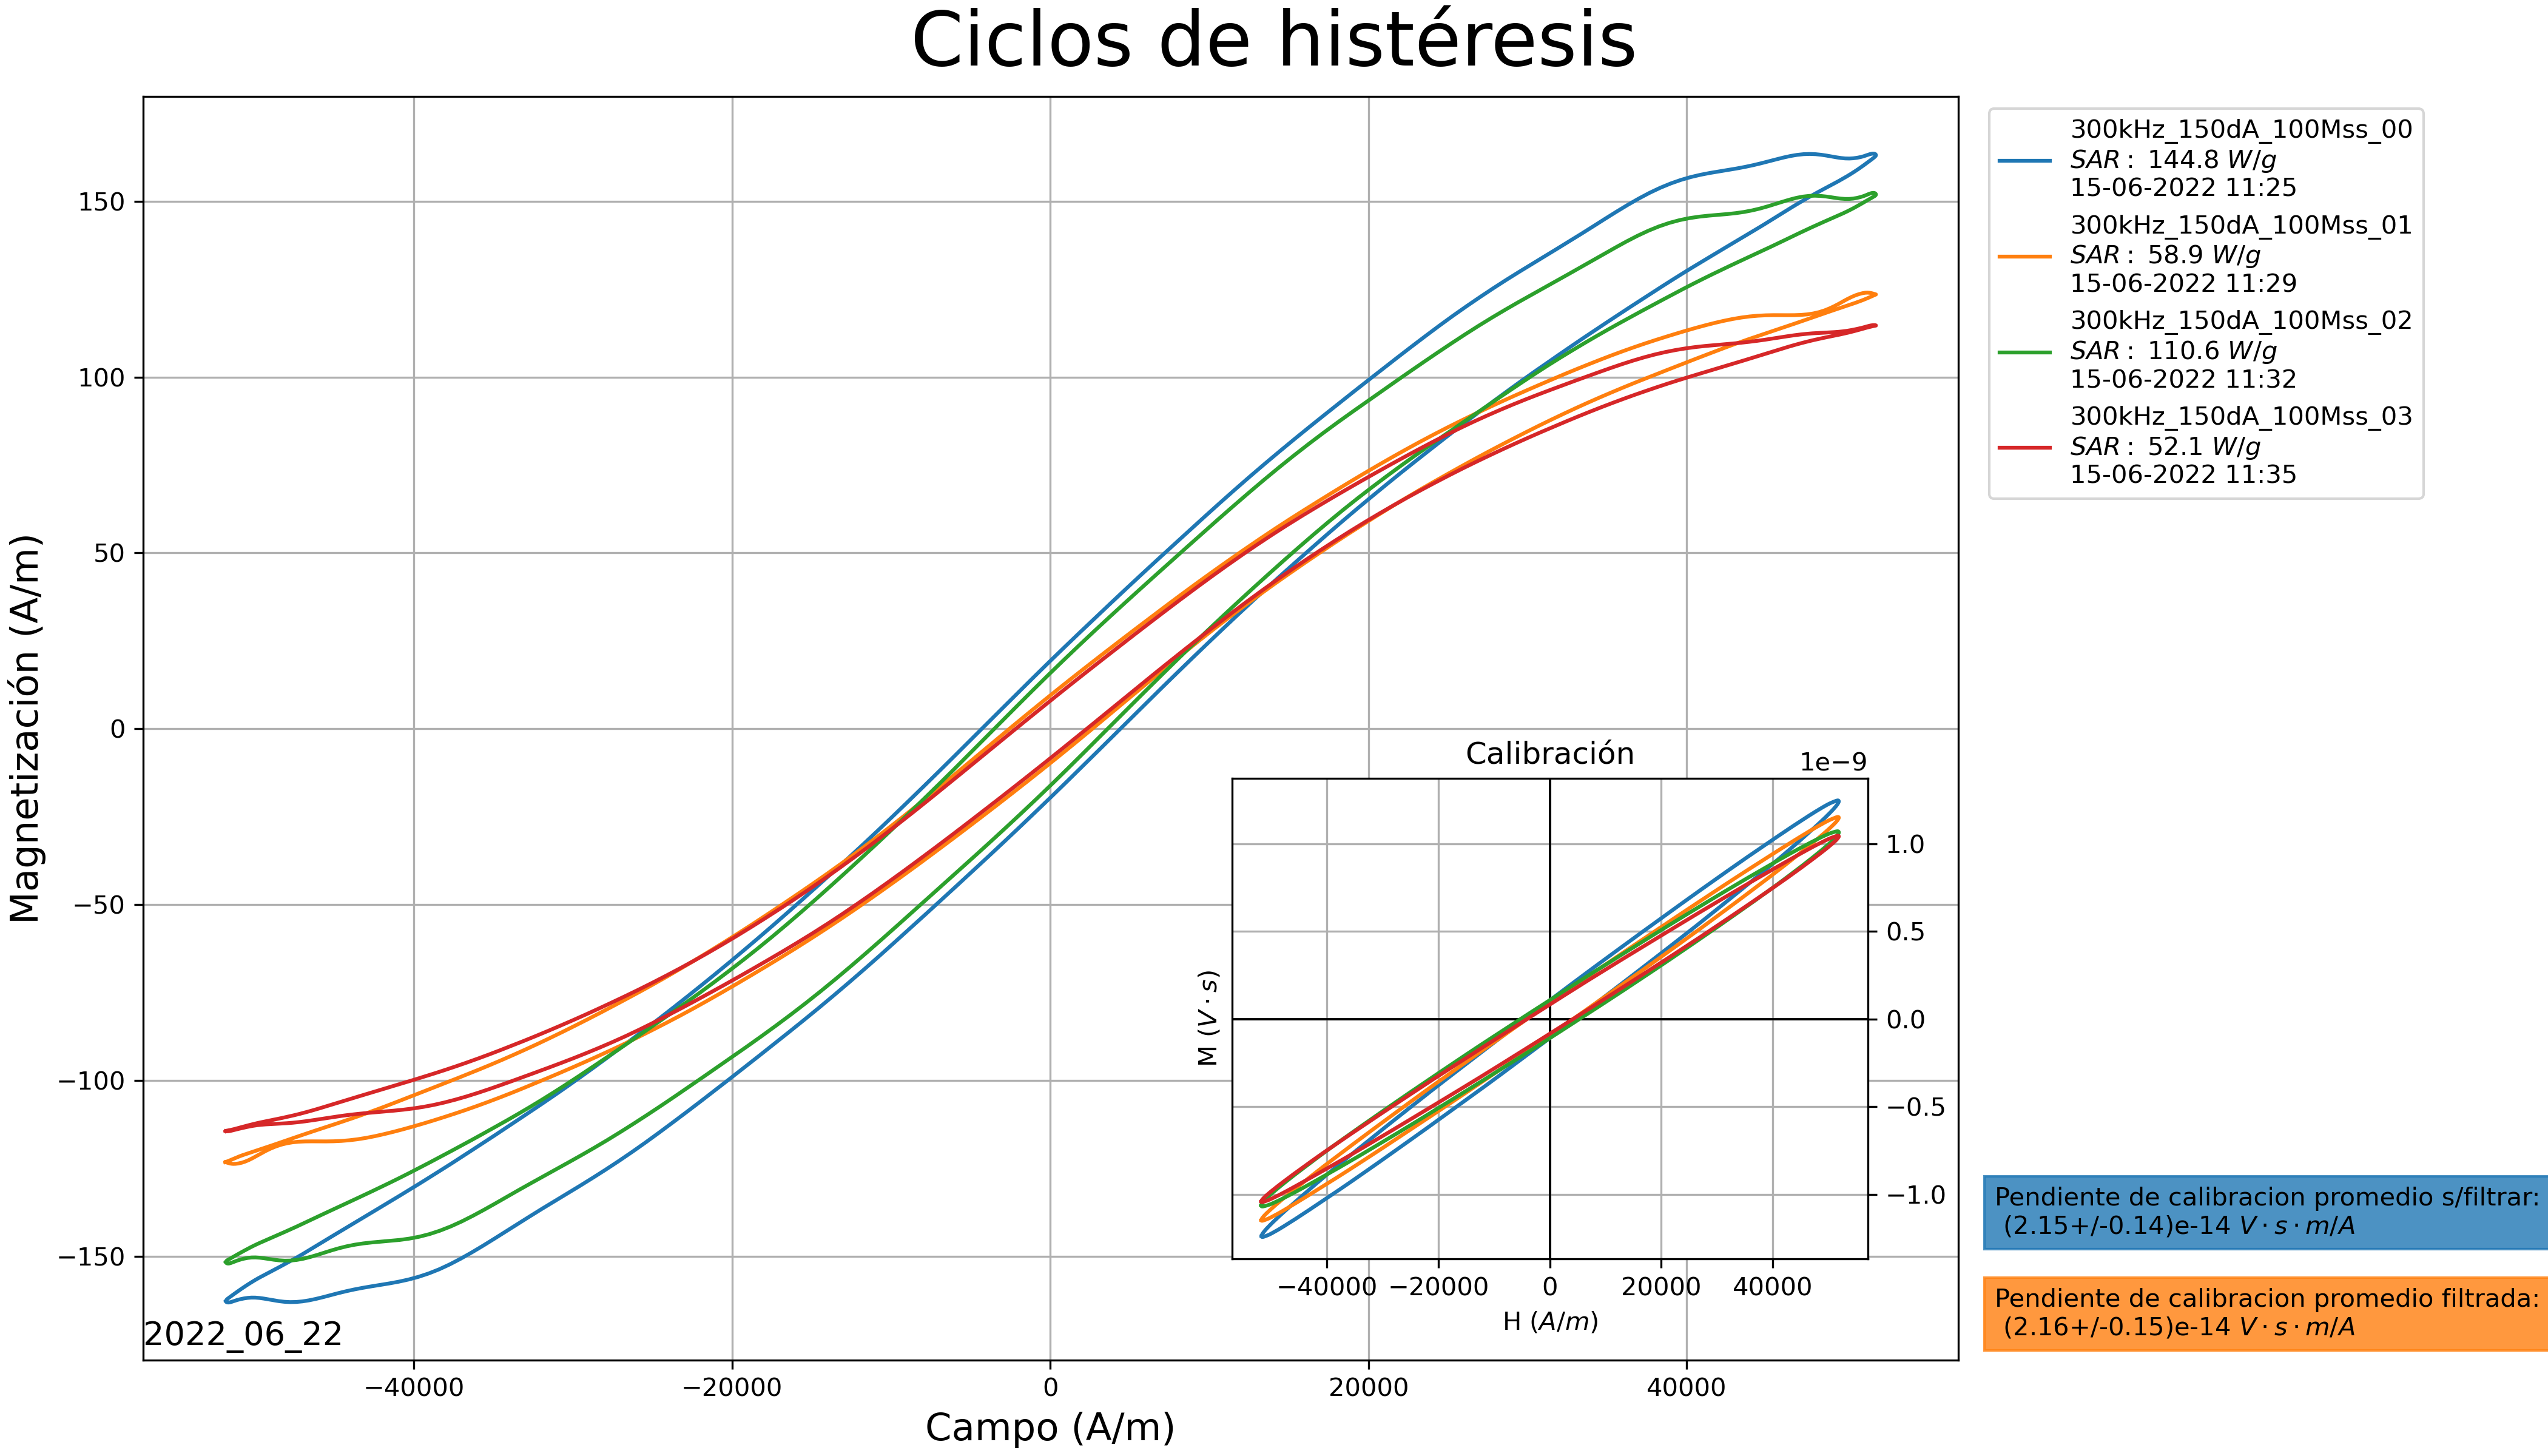 Ciclos de histéresis
Magnetización (A/m)
150
100
50
0
−50
−100
−150
−40000
−20000
0
20000
40000
Campo (A/m)
2022_06_22
Calibración
1e−9
M (V · s)
1.0
0.5
0.0
−0.5
−1.0
−40000
−20000
0
20000
40000
H (A/m)
300kHz_150dA_100Mss_00
SAR : 144.8 W/g
15-06-2022 11:25
300kHz_150dA_100Mss_01
SAR : 58.9 W/g
15-06-2022 11:29
300kHz_150dA_100Mss_02
SAR : 110.6 W/g
15-06-2022 11:32
300kHz_150dA_100Mss_03
SAR : 52.1 W/g
15-06-2022 11:35
Pendiente de calibracion promedio s/filtrar:
(2.15+/-0.14)e-14 V · s · m/A
Pendiente de calibracion promedio filtrada:
(2.16+/-0.15)e-14 V · s · m/A